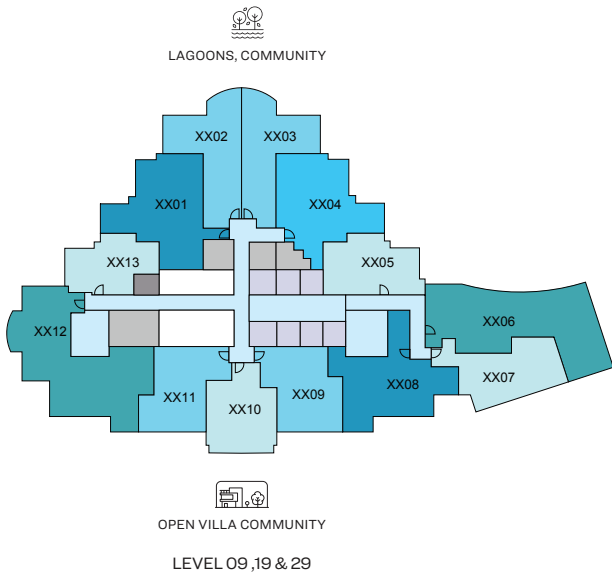 LAGOONS, COMMUNITY
XX02
XX03
XX01
XX04
XX13
XX05
XX12
XX06
XX07
XX08
XX11
XX10
XX09
OPEN VILLA COMMUNITY
LEVEL 09 ,19 & 29